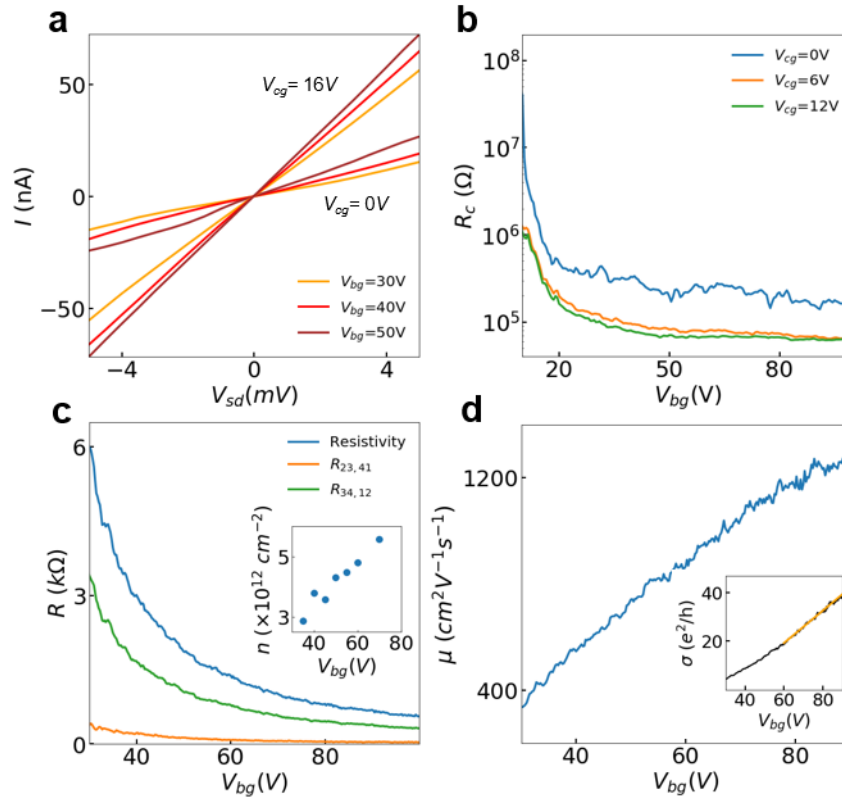 a
50
0
−50
I (nA)
V_cg= 16V
V_cg= 0V
V_bg=30V
V_bg=40V
V_bg=50V
−4
0
4
V_sd(mV)
b
10^8
10^7
10^6
10^5
R_c (Ω)
V_cg=0V
V_cg=6V
V_cg=12V
20
50
80
V_bg(V)
c
6
3
0
R (kΩ)
Resistivity
R_23,41
R_34,12
5
3
n (×10^12 cm^−2)
40
60
80
V_bg(V)
40
60
80
V_bg(V)
d
1200
400
μ (cm^2V^−1s^−1)
40
20
σ (e^2/h)
40
60
80
V_bg(V)
40
60
80
V_bg(V)